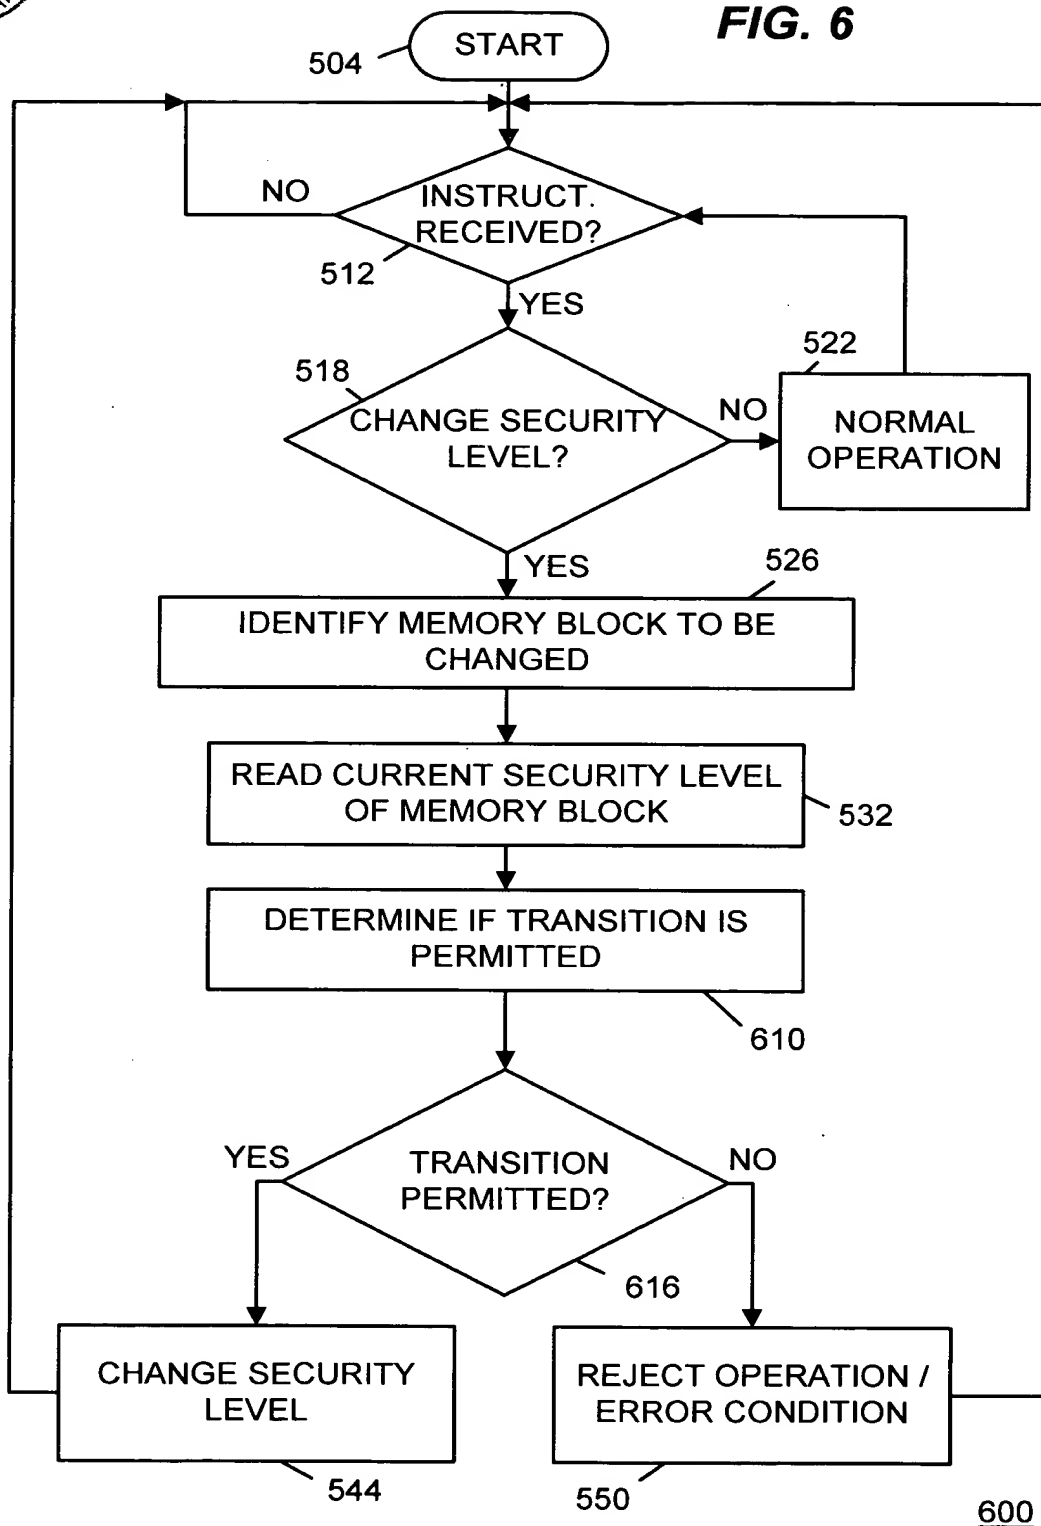 FIG. 6
START
504
NO
INSTRUCT.
RECEIVED?
512
YES
522
518
CHANGE SECURITY
LEVEL?
NO
NORMAL
OPERATION
YES
526
IDENTIFY MEMORY BLOCK TO BE
CHANGED
READ CURRENT SECURITY LEVEL
OF MEMORY BLOCK
532
DETERMINE IF TRANSITION IS
PERMITTED
610
YES
TRANSITION
PERMITTED?
NO
616
CHANGE SECURITY
LEVEL
REJECT OPERATION /
ERROR CONDITION
544
550
600